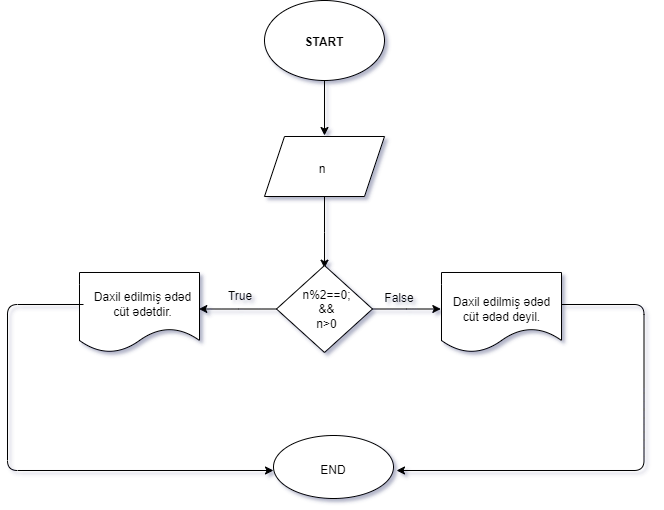 START
n
n%2==0;
&&
n>0
True
False
Daxil edilmiş ədəd
cüt ədətdir.
Daxil edilmiş ədəd
cüt ədəd deyil.
END